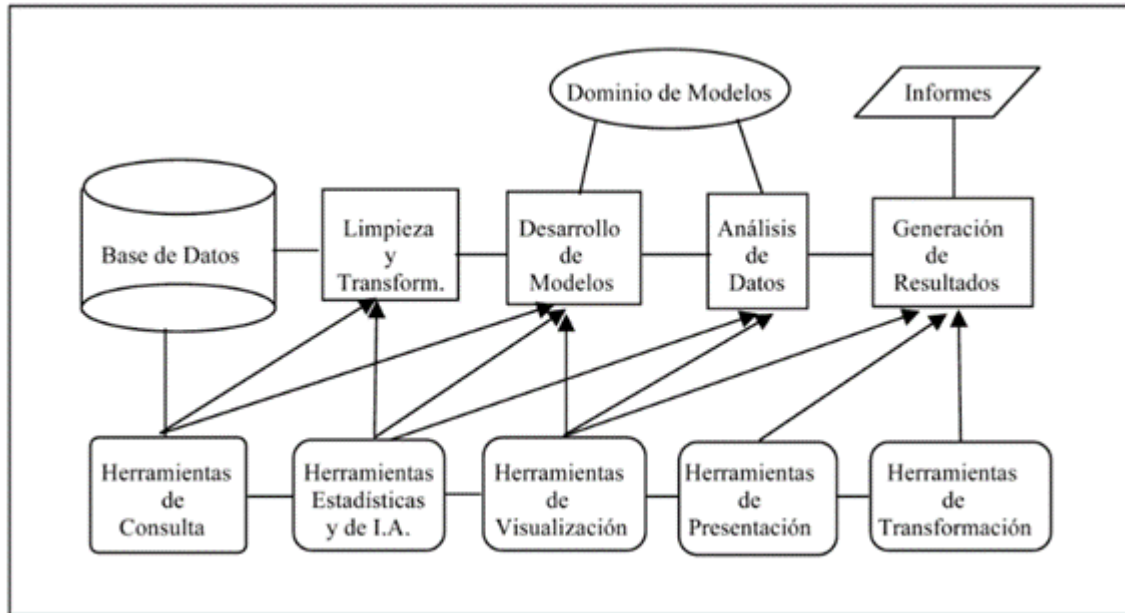 Dominio de Modelos
Informes
Base de Datos
Limpieza
y
Transform.
Desarrollo
de
Modelos
Análisis
de
Datos
Generación
de
Resultados
Herramientas
de
Consulta
Herramientas
Estadísticas
y de I.A.
Herramientas
de
Visualización
Herramientas
de
Presentación
Herramientas
de
Transformación